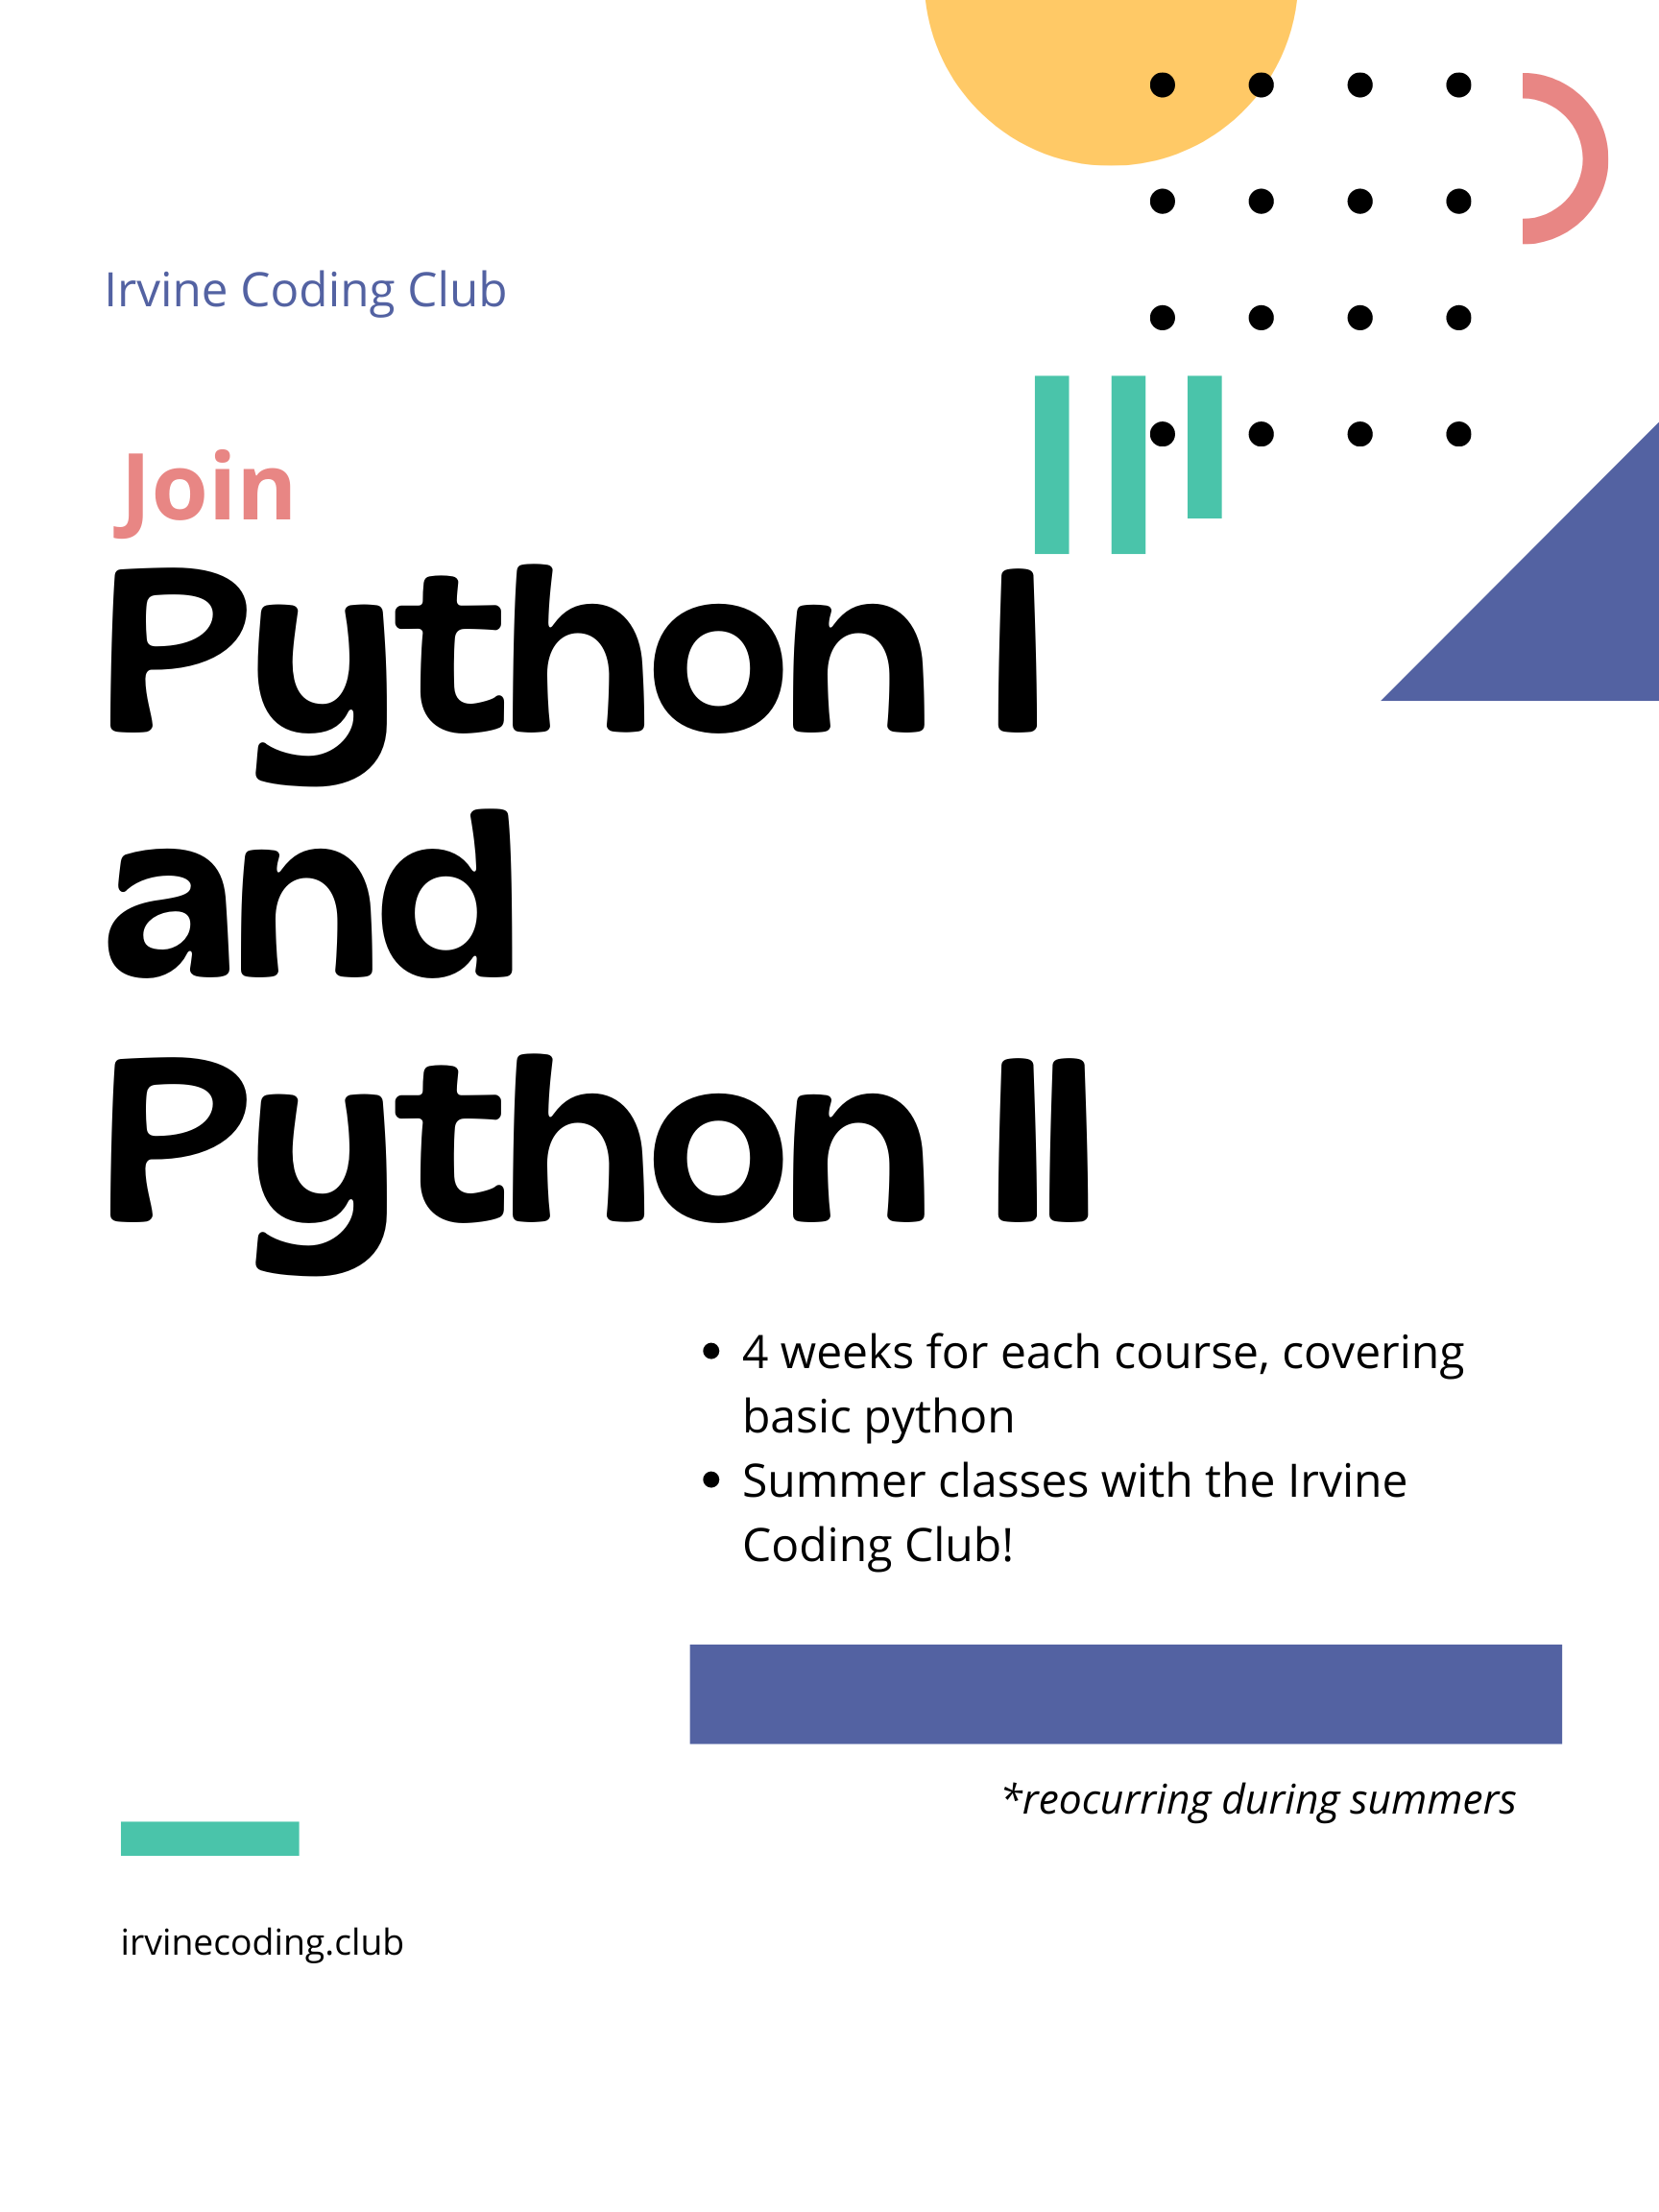 Irvine Coding Club
Join
Python I
and
Python II
• 4 weeks for each course, covering
basic python
• Summer classes with the Irvine
Coding Club!
*reocurring during summers
irvinecoding.club